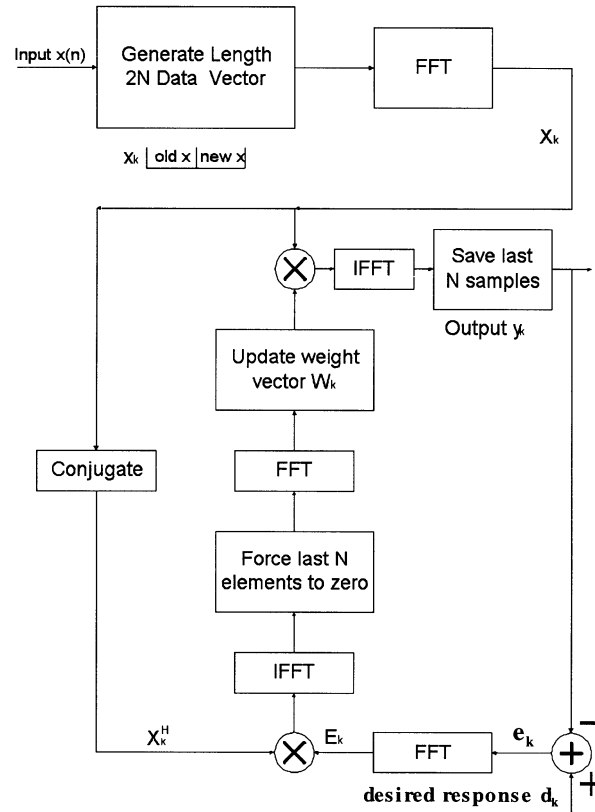 Input x(n)
Generate Length
2N Data Vector
FFT
Xk
Xk old x new x
IFFT
Save last
N samples
Output yk
Update weight
vector Wk
Conjugate
FFT
Force last N
elements to zero
IFFT
XkH
Ek
FFT
ek
−
+
+
desired response dk